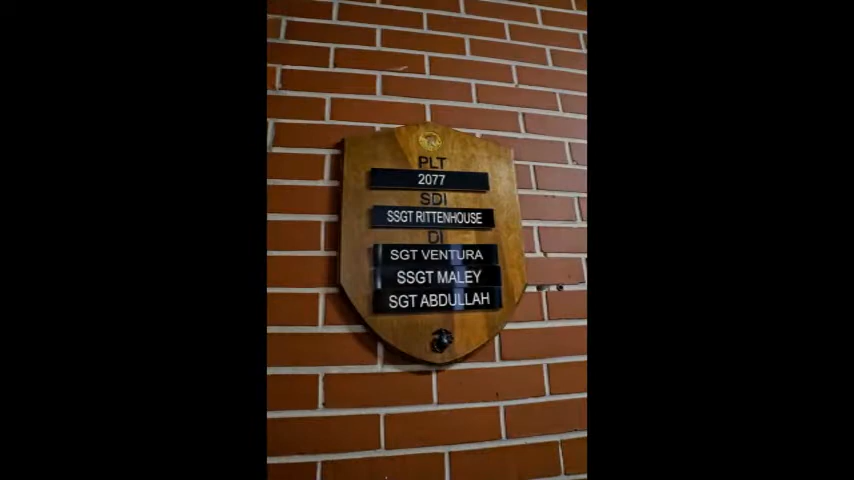 PLT
2077
SDI
SSGT RITTENHOUSE
DI
SGT VENTURA
SSGT MALEY
SGT ABDULLAH